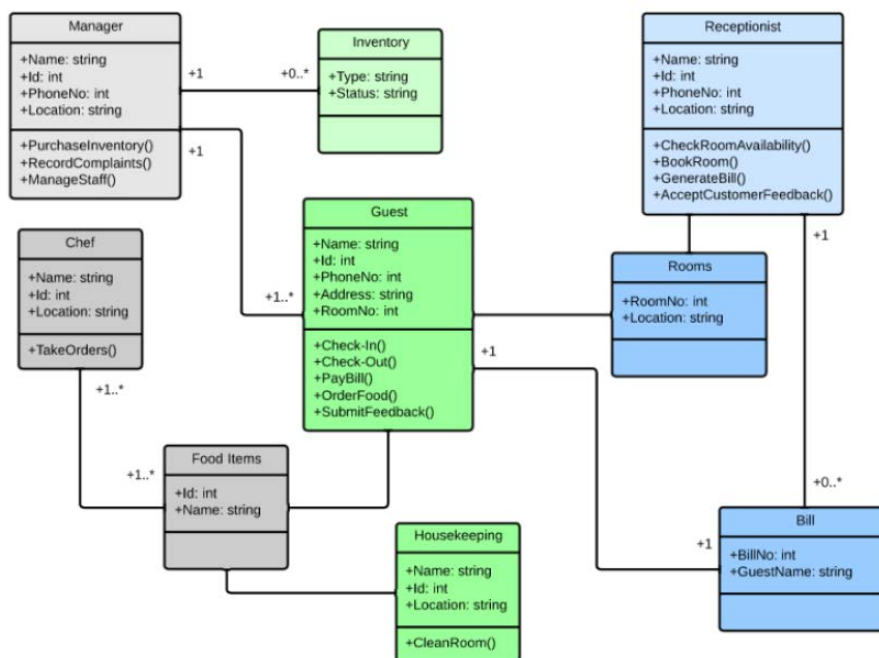 Manager
+Name: string
+Id: int
+PhoneNo: int
+Location: string
+PurchaseInventory()
+RecordComplaints()
+ManageStaff()
+1
+0..*
Inventory
+Type: string
+Status: string
Receptionist
+Name: string
+Id: int
+PhoneNo: int
+Location: string
+CheckRoomAvailability()
+BookRoom()
+GenerateBill()
+AcceptCustomerFeedback()
+1
+1..*
Guest
+Name: string
+Id: int
+PhoneNo: int
+Address: string
+RoomNo: int
+Check-In()
+Check-Out()
+PayBill()
+OrderFood()
+SubmitFeedback()
Chef
+Name: string
+Id: int
+Location: string
+TakeOrders()
+1..*
+1..*
Rooms
+RoomNo: int
+Location: string
+1
+1
+0..*
+1
Food Items
+Id: int
+Name: string
Housekeeping
+Name: string
+Id: int
+Location: string
+CleanRoom()
Bill
+BillNo: int
+GuestName: string